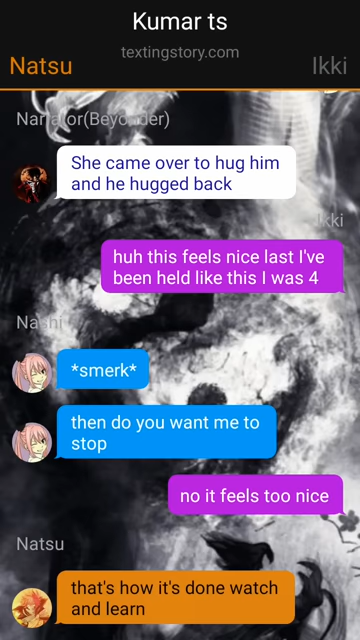 Kumar ts
textingstory.com
Natsu
Ikki
Narrator(Beyonder)
She came over to hug him
and he hugged back
Ikki
huh this feels nice last I've
been held like this I was 4
Nashi
*smerk*
then do you want me to
stop
no it feels too nice
Natsu
that's how it's done watch
and learn